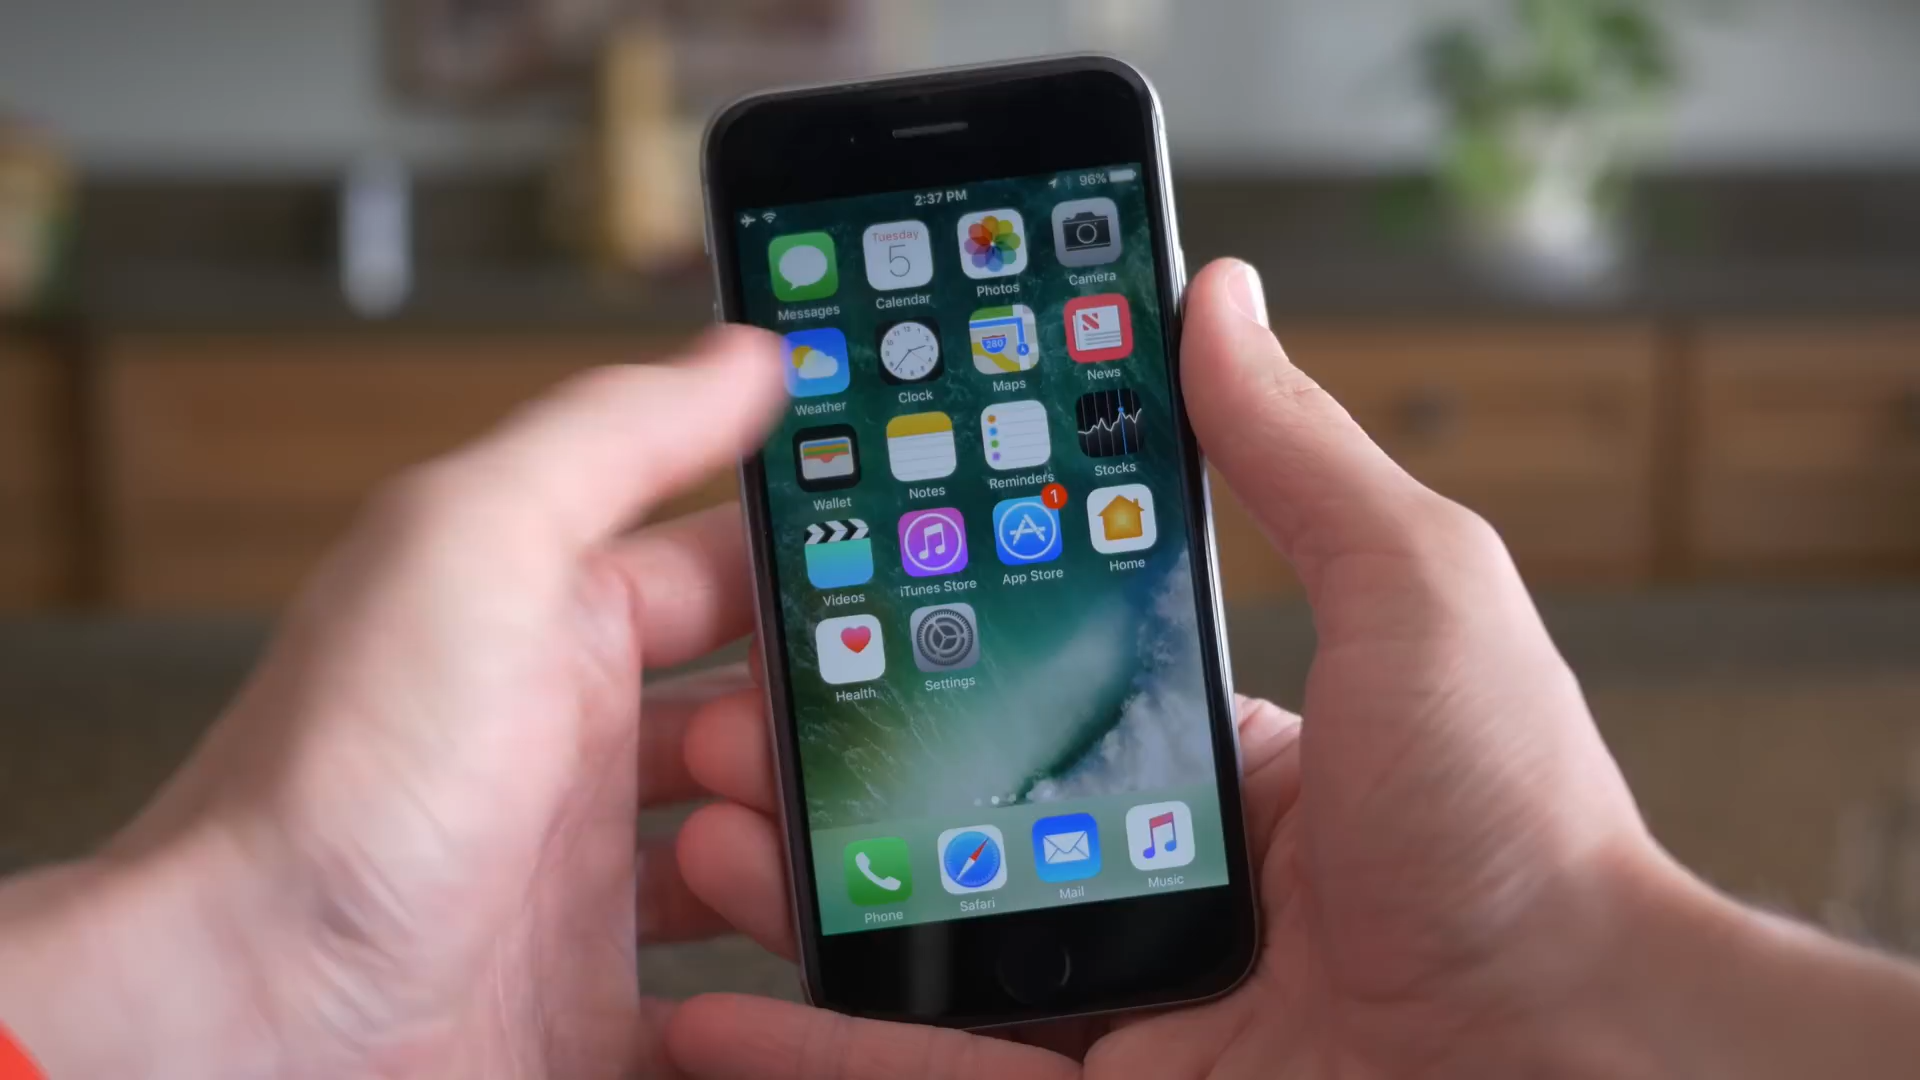 2:37 PM
96%
Tuesday
5
Messages
Calendar
Photos
Camera
280
Weather
Clock
Maps
News
Wallet
Notes
Reminders
Stocks
1
Videos
iTunes Store
App Store
Home
Health
Settings
Phone
Safari
Mail
Music